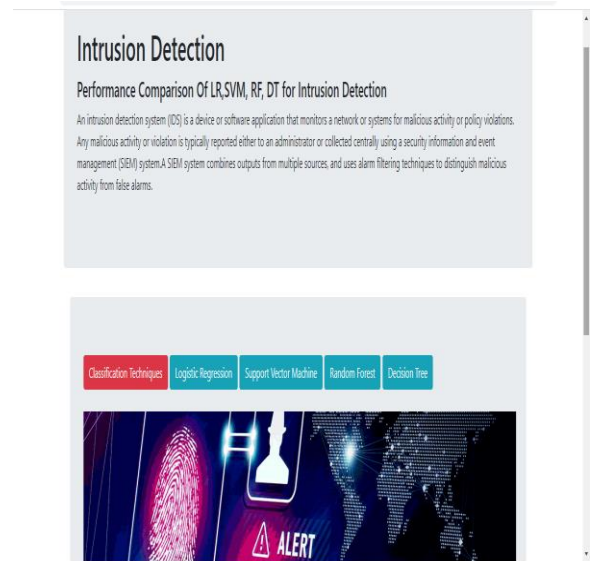 Intrusion Detection
Performance Comparison Of LR,SVM, RF, DT for Intrusion Detection
An intrusion detection system (IDS) is a device or software application that monitors a network or systems for malicious activity or policy violations.
Any malicious activity or violation is typically reported either to an administrator or collected centrally using a security information and event
management (SIEM) system.A SIEM system combines outputs from multiple sources, and uses alarm filtering techniques to distinguish malicious
activity from false alarms.
Classification Techniques Logistic Regression Support Vector Machine Random Forest Decision Tree
ALERT